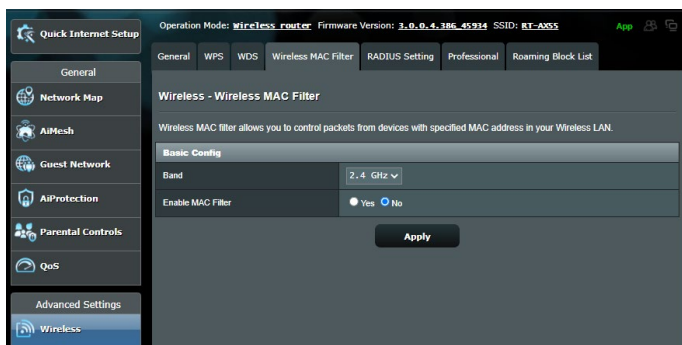 Quick Internet Setup
General
Network Map
AiMesh
Guest Network
AiProtection
Parental Controls
QoS
Advanced Settings
Wireless
Operation Mode: Wireless router Firmware Version: 3.0.0.4.386_45934 SSID: RT-AX55
App
General WPS WDS Wireless MAC Filter RADIUS Setting Professional Roaming Block List
Wireless - Wireless MAC Filter
Wireless MAC filter allows you to control packets from devices with specified MAC address in your Wireless LAN.
Basic Config
Band 2.4 GHz
Enable MAC Filter Yes No
Apply